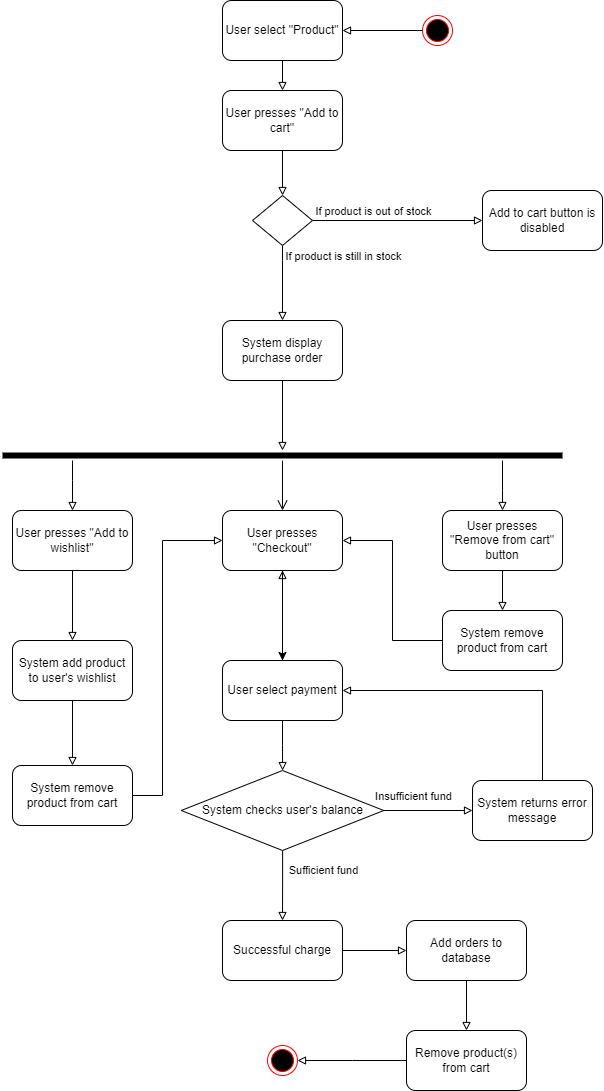 User select "Product"
User presses "Add to
cart"
If product is out of stock
Add to cart button is
disabled
If product is still in stock
System display
purchase order
User presses "Add to
wishlist"
User presses
"Checkout"
User presses
"Remove from cart"
button
System add product
to user's wishlist
System remove
product from cart
User select payment
System remove
product from cart
System checks user's balance
Insufficient fund
System returns error
message
Sufficient fund
Successful charge
Add orders to
database
Remove product(s)
from cart